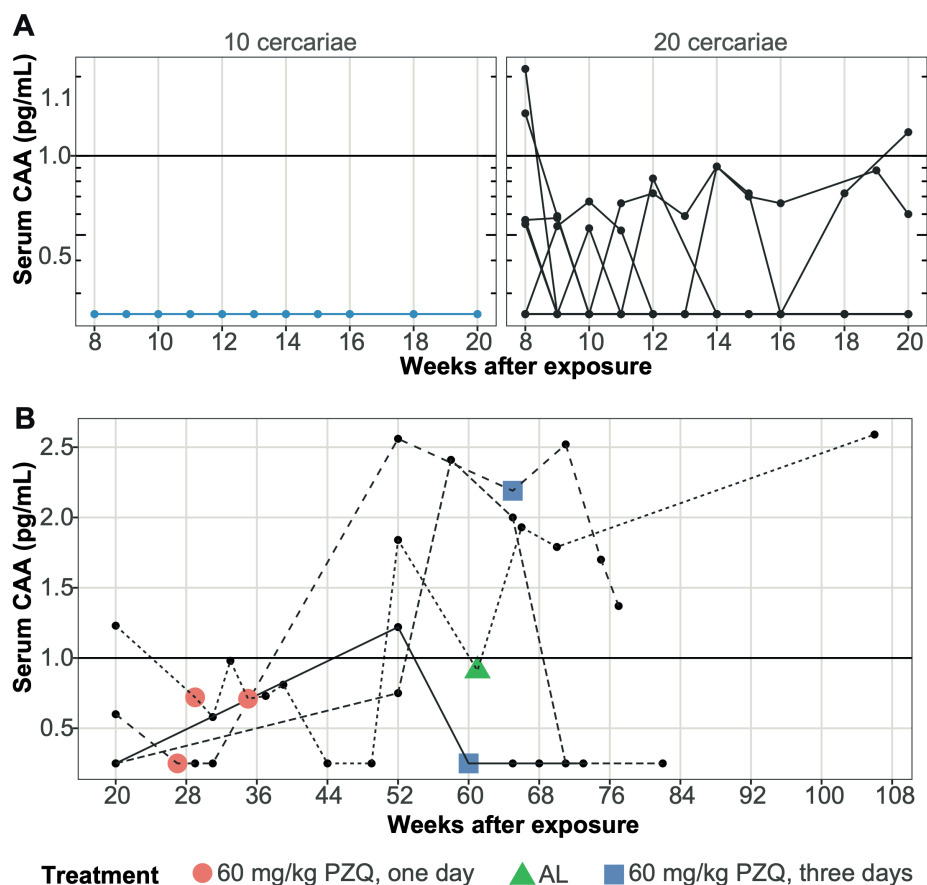 A
10 cercariae
20 cercariae
Serum CAA (pg/mL)
1.1
1.0
0.5
8 10 12 14 16 18 20
8 10 12 14 16 18 20
Weeks after exposure
B
Serum CAA (pg/mL)
2.5
2.0
1.5
1.0
0.5
20 28 36 44 52 60 68 76 84 92 100 108
Weeks after exposure
Treatment 60 mg/kg PZQ, one day AL 60 mg/kg PZQ, three days